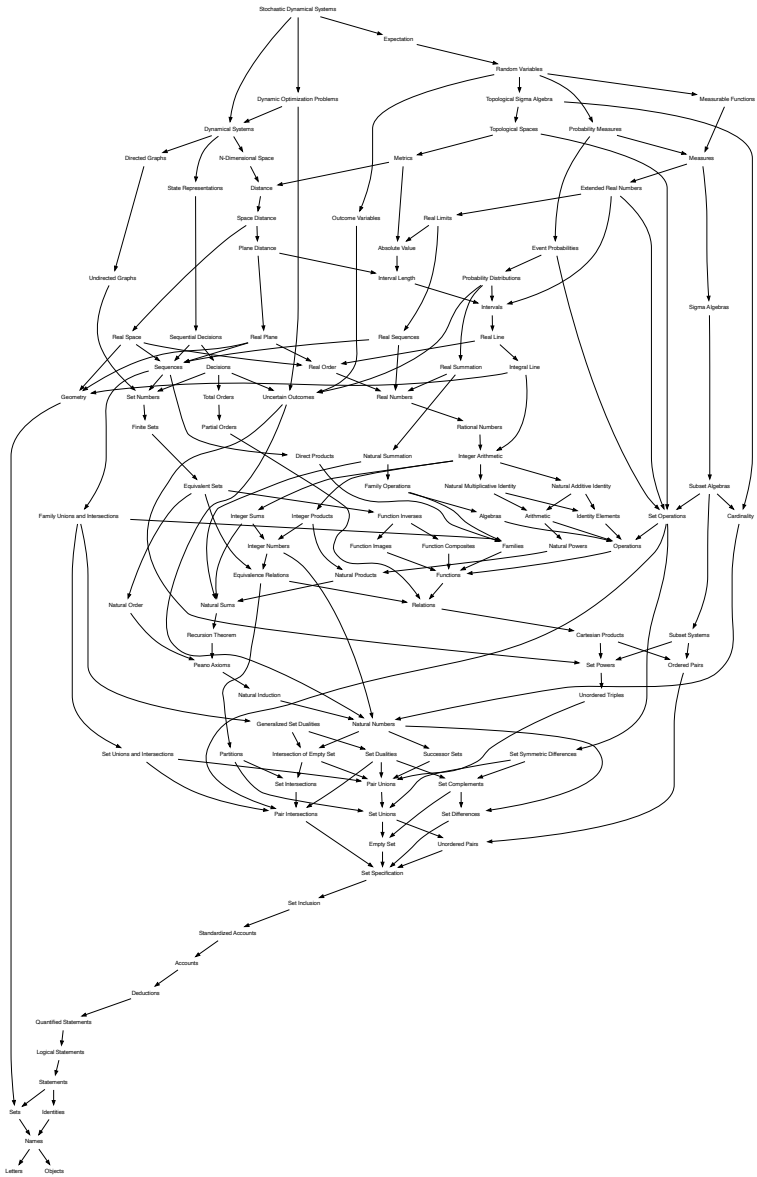 Stochastic Dynamical Systems
Expectation
Random Variables
Dynamic Optimization Problems
Topological Sigma Algebra
Measurable Functions
Dynamical Systems
Topological Spaces
Probability Measures
Directed Graphs
N-Dimensional Space
Metrics
Measures
State Representations
Distance
Extended Real Numbers
Space Distance
Outcome Variables
Real Limits
Plane Distance
Absolute Value
Event Probabilities
Undirected Graphs
Interval Length
Probability Distributions
Intervals
Sigma Algebras
Real Space
Sequential Decisions
Real Plane
Real Sequences
Real Line
Sequences
Decisions
Real Order
Real Summation
Integral Line
Geometry
Set Numbers
Total Orders
Uncertain Outcomes
Real Numbers
Finite Sets
Partial Orders
Rational Numbers
Direct Products
Natural Summation
Integer Arithmetic
Equivalent Sets
Family Operations
Natural Multiplicative Identity
Natural Additive Identity
Subset Algebras
Family Unions and Intersections
Integer Sums
Integer Products
Function Inverses
Algebras
Arithmetic
Identity Elements
Set Operations
Cardinality
Integer Numbers
Function Images
Function Composites
Families
Natural Powers
Operations
Equivalence Relations
Natural Products
Functions
Natural Order
Natural Sums
Relations
Recursion Theorem
Cartesian Products
Subset Systems
Peano Axioms
Set Powers
Ordered Pairs
Natural Induction
Unordered Triples
Generalized Set Dualities
Natural Numbers
Set Unions and Intersections
Partitions
Intersection of Empty Set
Set Dualities
Successor Sets
Set Symmetric Differences
Set Intersections
Pair Unions
Set Complements
Pair Intersections
Set Unions
Set Differences
Empty Set
Unordered Pairs
Set Specification
Set Inclusion
Standardized Accounts
Accounts
Deductions
Quantified Statements
Logical Statements
Statements
Sets
Identities
Names
Letters
Objects